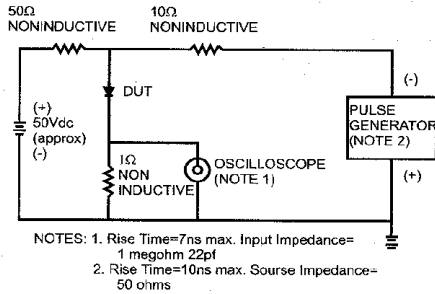 50Ω
NONINDUCTIVE
10Ω
NONINDUCTIVE
DUT
(+)
50Vdc
(approx)
(-)
1Ω
NON
INDUCTIVE
OSCILLOSCOPE
(NOTE 1)
(-)
PULSE
GENERATOR
(NOTE 2)
(+)
NOTES: 1. Rise Time=7ns max. Input Impedance=
1 megohm 22pf
2. Rise Time=10ns max. Sourse Impedance=
50 ohms